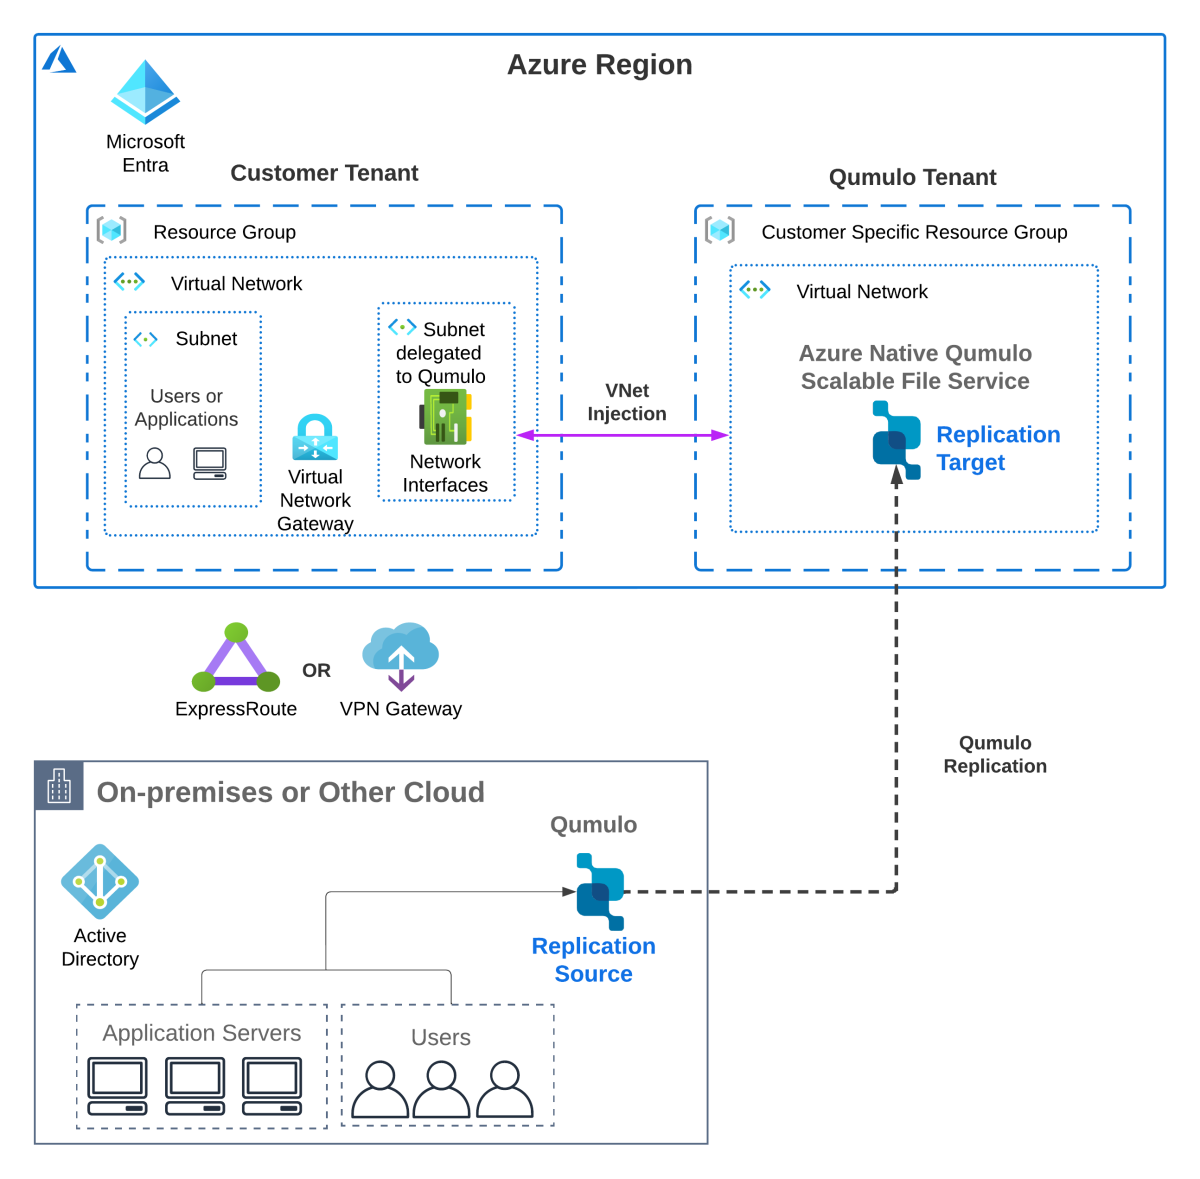 Azure Region
Microsoft
Entra
Customer Tenant
Qumulo Tenant
Resource Group
Virtual Network
Subnet
Users or
Applications
Virtual
Network
Gateway
Subnet
delegated
to Qumulo
Network
Interfaces
VNet
Injection
Customer Specific Resource Group
Virtual Network
Azure Native Qumulo
Scalable File Service
Replication
Target
ExpressRoute
OR
VPN Gateway
Qumulo
Replication
On-premises or Other Cloud
Qumulo
Replication
Source
Active
Directory
Application Servers
Users